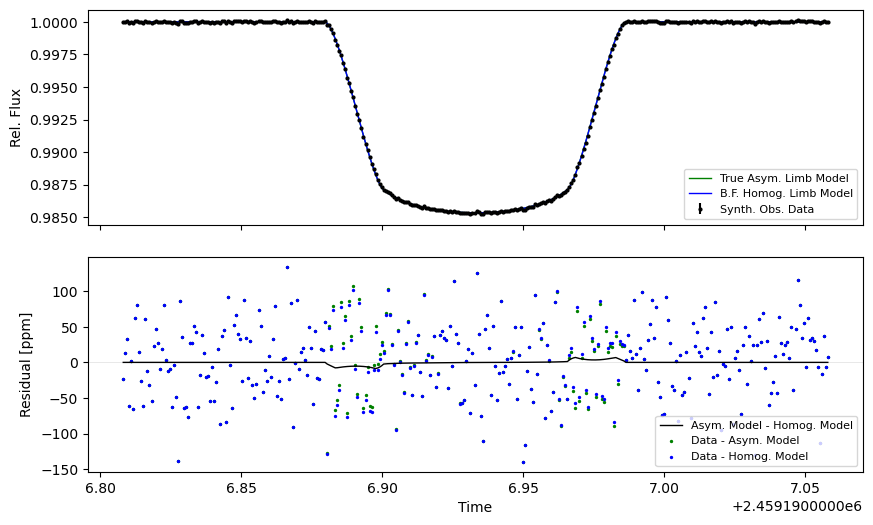 1.0000
0.9975
0.9950
0.9925
0.9900
0.9875
0.9850
Rel. Flux
True Asym. Limb Model
B.F. Homog. Limb Model
Synth. Obs. Data
100
50
0
−50
−100
−150
Residual [ppm]
Asym. Model - Homog. Model
Data - Asym. Model
Data - Homog. Model
6.80 6.85 6.90 6.95 7.00 7.05
Time
+2.4591900000e6